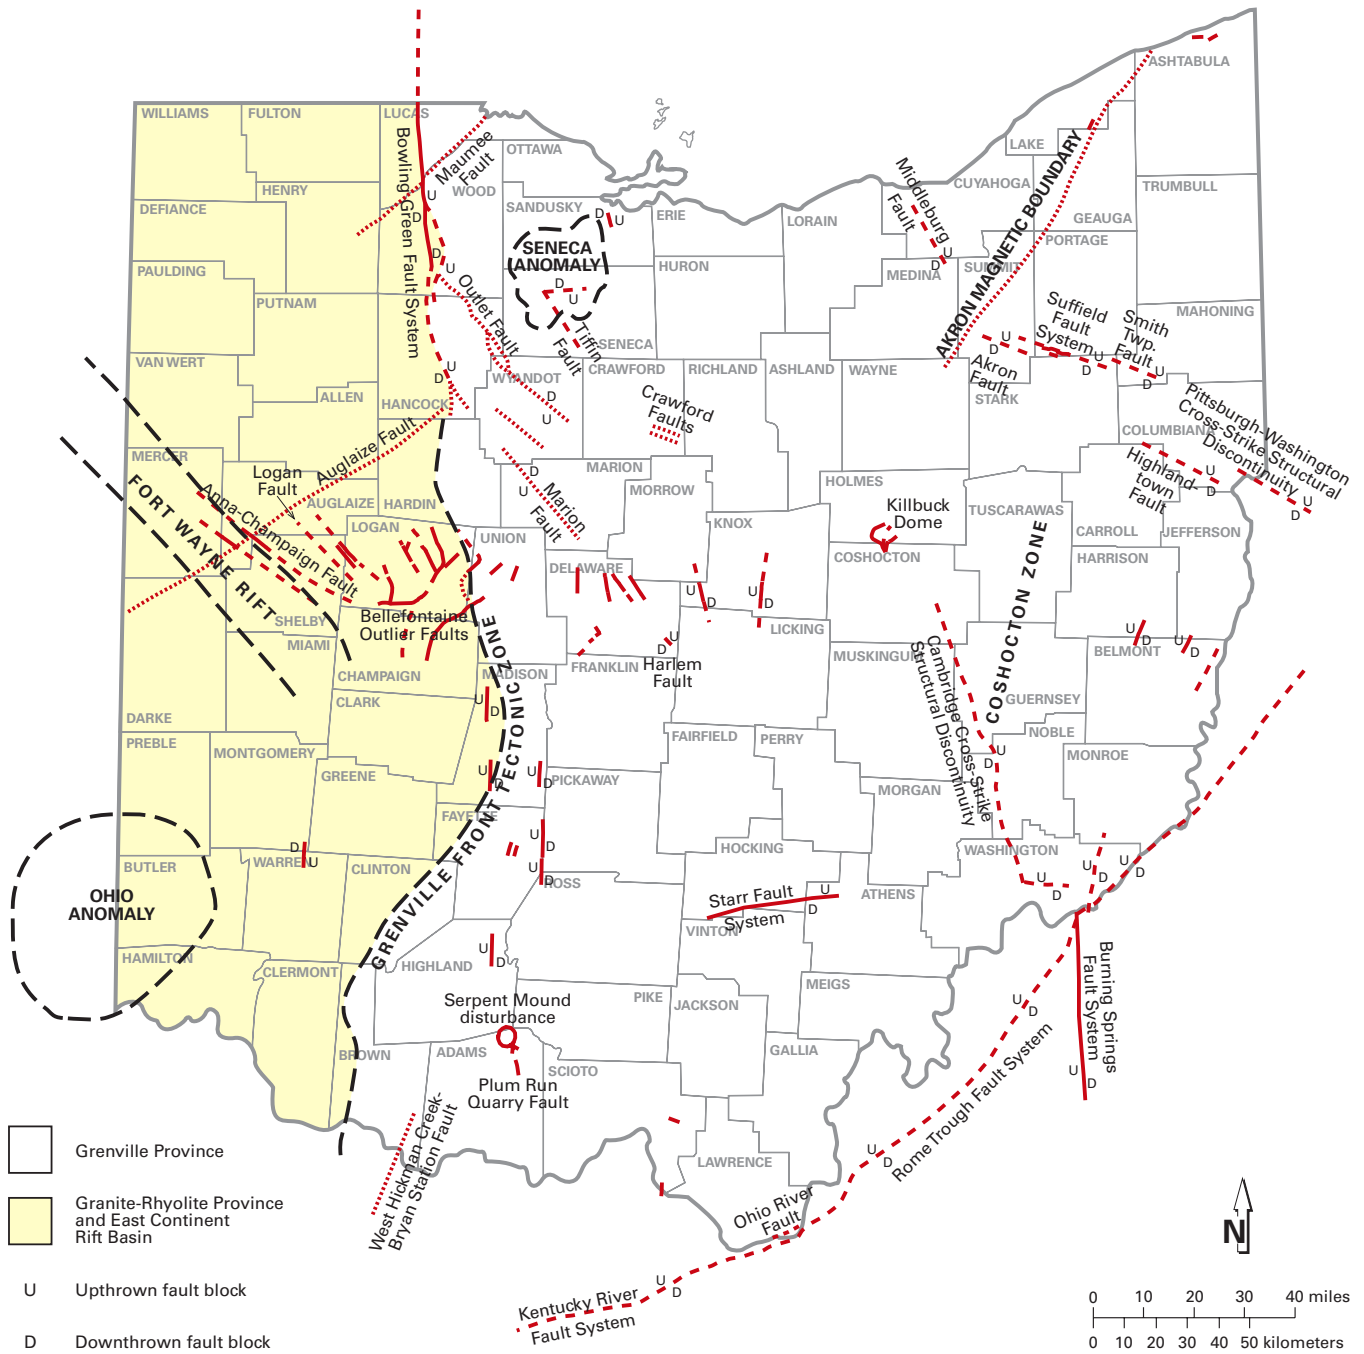 ASHTABULA
WILLIAMS
FULTON
LUCAS
LAKE
OTTAWA
Maumee
Fault
Bowling Green Fault System
WOOD
HENRY
DEFIANCE
SANDUSKY
D
U
ERIE
LORAIN
CUYAHOGA
TRUMBULL
GEAUGA
Middleburg
Fault
U
D
AKRON MAGNETIC BOUNDARY
PORTAGE
SUMMIT
MEDINA
U
D
SENECA
ANOMALY
D
U
HURON
PAULDING
PUTNAM
D
U
Outlet Fault
Tiffin
Fault
SENECA
MAHONING
Suffield
Fault
System
Smith
Twp.
Fault
U
D
Akron
Fault
U
D
U
D
VAN WERT
ALLEN
HANCOCK
U
D
WYANDOT
D
U
CRAWFORD
RICHLAND
ASHLAND
WAYNE
STARK
Crawford
Faults
COLUMBIANA
Pittsburgh-Washington
Cross-Strike Structural
Discontinuity
U
D
Highland-
town
Fault
U
D
MERCER
Logan
Fault
Auglaize Fault
AUGLAIZE
HARDIN
MARION
MORROW
D
U
Marion
Fault
HOLMES
Killbuck
Dome
TUSCARAWAS
CARROLL
JEFFERSON
FORT WAYNE RIFT
Anna-Champaign Fault
LOGAN
UNION
KNOX
COSHOCTON
COSHOCTON ZONE
HARRISON
DELAWARE
U
D
U
SHELBY
Bellefontaine
Outlier Faults
LICKING
U
D
U
D
BELMONT
MIAMI
CHAMPAIGN
MADISON
FRANKLIN
U
D
Harlem
Fault
MUSKINGUM
Cambridge Cross-Strike
Structural Discontinuity
GUERNSEY
DARKE
CLARK
U
D
GRENVILLE FRONT TECTONIC ZONE
FAIRFIELD
PERRY
NOBLE
U
D
MONROE
PREBLE
MONTGOMERY
GREENE
U
D
U
D
PICKAWAY
MORGAN
FAYETTE
U
D
HOCKING
WASHINGTON
BUTLER
D
U
WARREN
CLINTON
U
D
ROSS
ATHENS
U
D
U
D
U
D
OHIO
ANOMALY
Starr Fault
System
U
D
VINTON
HAMILTON
CLERMONT
HIGHLAND
U
D
Burning Springs
Fault System
U
D
PIKE
JACKSON
MEIGS
Serpent Mound
disturbance
U
D
BROWN
ADAMS
SCIOTO
GALLIA
Plum Run
Quarry Fault
Rome Trough Fault System
U
D
West Hickman Creek-
Bryan Station Fault
LAWRENCE
Ohio River
Fault
Kentucky River
Fault System
U
D
Grenville Province
Granite-Rhyolite Province
and East Continent
Rift Basin
U Upthrown fault block
D Downthrown fault block
N
0 10 20 30 40 miles
0 10 20 30 40 50 kilometers